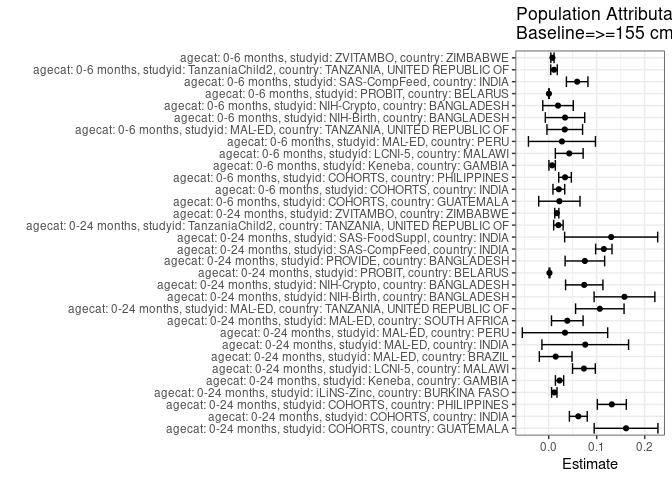 Population Attributa
Baseline=>=155 cm
agecat: 0-6 months, studyid: ZVITAMBO, country: ZIMBABWE
agecat: 0-6 months, studyid: TanzaniaChild2, country: TANZANIA, UNITED REPUBLIC OF
agecat: 0-6 months, studyid: SAS-CompFeed, country: INDIA
agecat: 0-6 months, studyid: PROBIT, country: BELARUS
agecat: 0-6 months, studyid: NIH-Crypto, country: BANGLADESH
agecat: 0-6 months, studyid: NIH-Birth, country: BANGLADESH
agecat: 0-6 months, studyid: MAL-ED, country: TANZANIA, UNITED REPUBLIC OF
agecat: 0-6 months, studyid: MAL-ED, country: PERU
agecat: 0-6 months, studyid: LCNI-5, country: MALAWI
agecat: 0-6 months, studyid: Keneba, country: GAMBIA
agecat: 0-6 months, studyid: COHORTS, country: PHILIPPINES
agecat: 0-6 months, studyid: COHORTS, country: INDIA
agecat: 0-6 months, studyid: COHORTS, country: GUATEMALA
agecat: 0-24 months, studyid: ZVITAMBO, country: ZIMBABWE
agecat: 0-24 months, studyid: TanzaniaChild2, country: TANZANIA, UNITED REPUBLIC OF
agecat: 0-24 months, studyid: SAS-FoodSuppl, country: INDIA
agecat: 0-24 months, studyid: SAS-CompFeed, country: INDIA
agecat: 0-24 months, studyid: PROVIDE, country: BANGLADESH
agecat: 0-24 months, studyid: PROBIT, country: BELARUS
agecat: 0-24 months, studyid: NIH-Crypto, country: BANGLADESH
agecat: 0-24 months, studyid: NIH-Birth, country: BANGLADESH
agecat: 0-24 months, studyid: MAL-ED, country: TANZANIA, UNITED REPUBLIC OF
agecat: 0-24 months, studyid: MAL-ED, country: SOUTH AFRICA
agecat: 0-24 months, studyid: MAL-ED, country: PERU
agecat: 0-24 months, studyid: MAL-ED, country: INDIA
agecat: 0-24 months, studyid: MAL-ED, country: BRAZIL
agecat: 0-24 months, studyid: LCNI-5, country: MALAWI
agecat: 0-24 months, studyid: Keneba, country: GAMBIA
agecat: 0-24 months, studyid: iLiNS-Zinc, country: BURKINA FASO
agecat: 0-24 months, studyid: COHORTS, country: PHILIPPINES
agecat: 0-24 months, studyid: COHORTS, country: INDIA
agecat: 0-24 months, studyid: COHORTS, country: GUATEMALA
0.0 0.1 0.2
Estimate